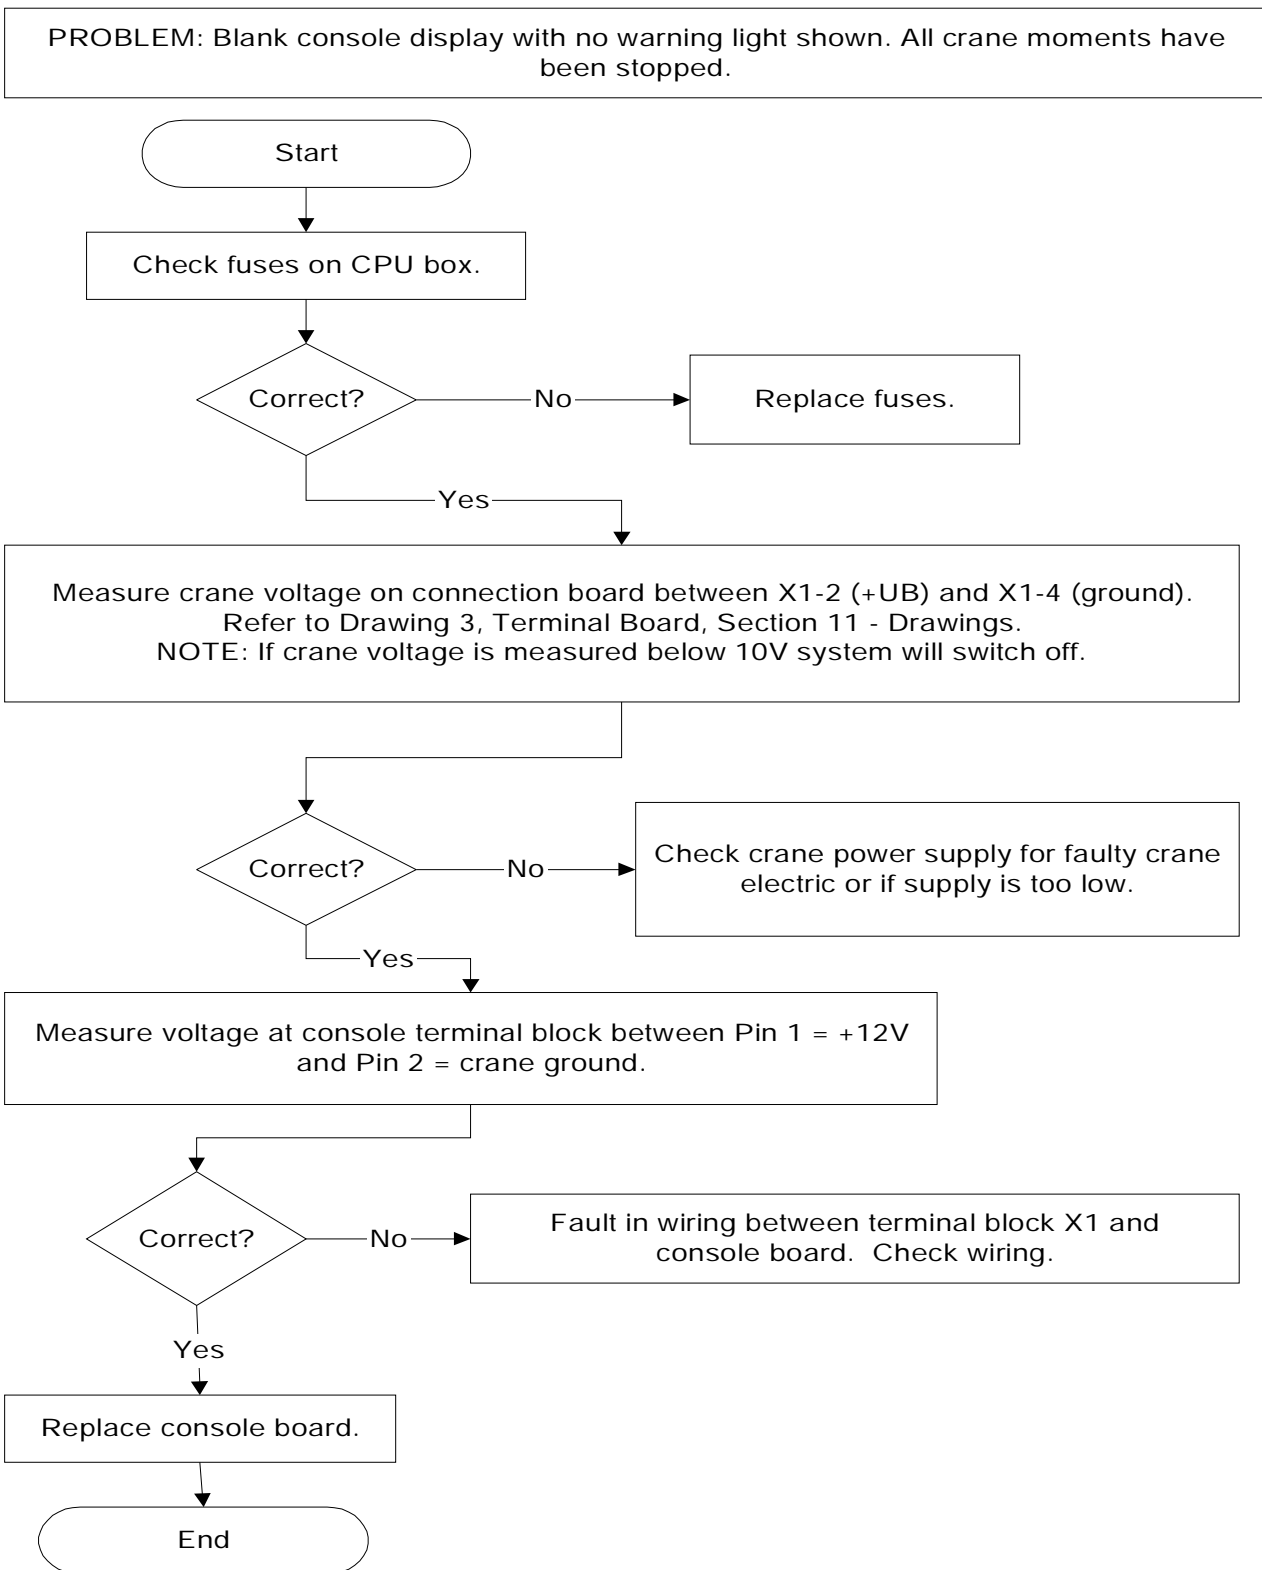 PROBLEM: Blank console display with no warning light shown. All crane moments have
been stopped.
Start
Check fuses on CPU box.
Correct?
No
Replace fuses.
Yes
Measure crane voltage on connection board between X1-2 (+UB) and X1-4 (ground).
Refer to Drawing 3, Terminal Board, Section 11 - Drawings.
NOTE: If crane voltage is measured below 10V system will switch off.
Correct?
No
Check crane power supply for faulty crane
electric or if supply is too low.
Yes
Measure voltage at console terminal block between Pin 1 = +12V
and Pin 2 = crane ground.
Correct?
No
Fault in wiring between terminal block X1 and
console board.  Check wiring.
Yes
Replace console board.
End